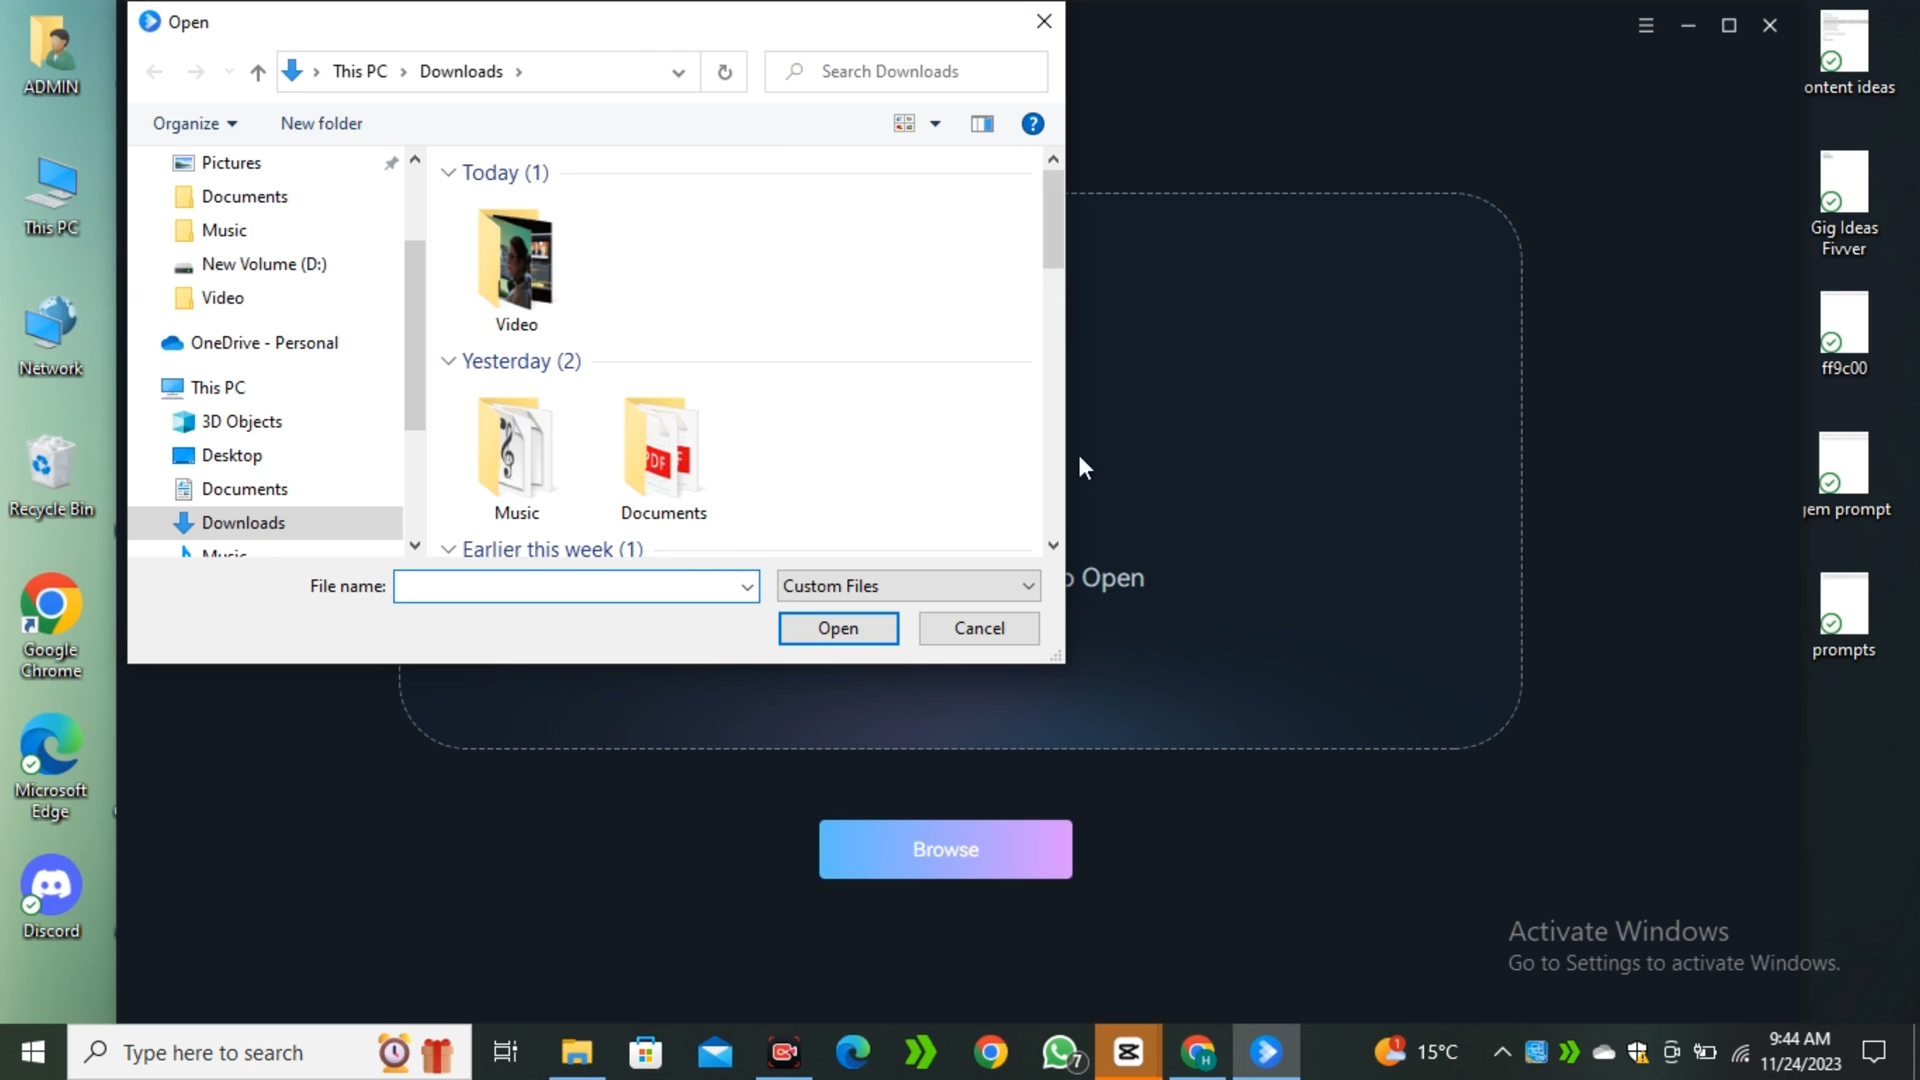 ADMIN
This PC
Network
Recycle Bin
Google
Chrome
Microsoft
Edge
Discord
Open
This PC
Downloads
Search Downloads
Organize
New folder
Pictures
Documents
Music
New Volume (D:)
Video
OneDrive - Personal
This PC
3D Objects
Desktop
Documents
Downloads
Music
Today (1)
Video
Yesterday (2)
Music
PDF
Documents
Earlier this week (1)
File name:
Custom Files
Open
Cancel
o Open
Browse
Activate Windows
Go to Settings to activate Windows.
ontent ideas
Gig Ideas
Fivver
ff9c00
jem prompt
prompts
Type here to search
7
H
1
15°C
9:44 AM
11/24/2023